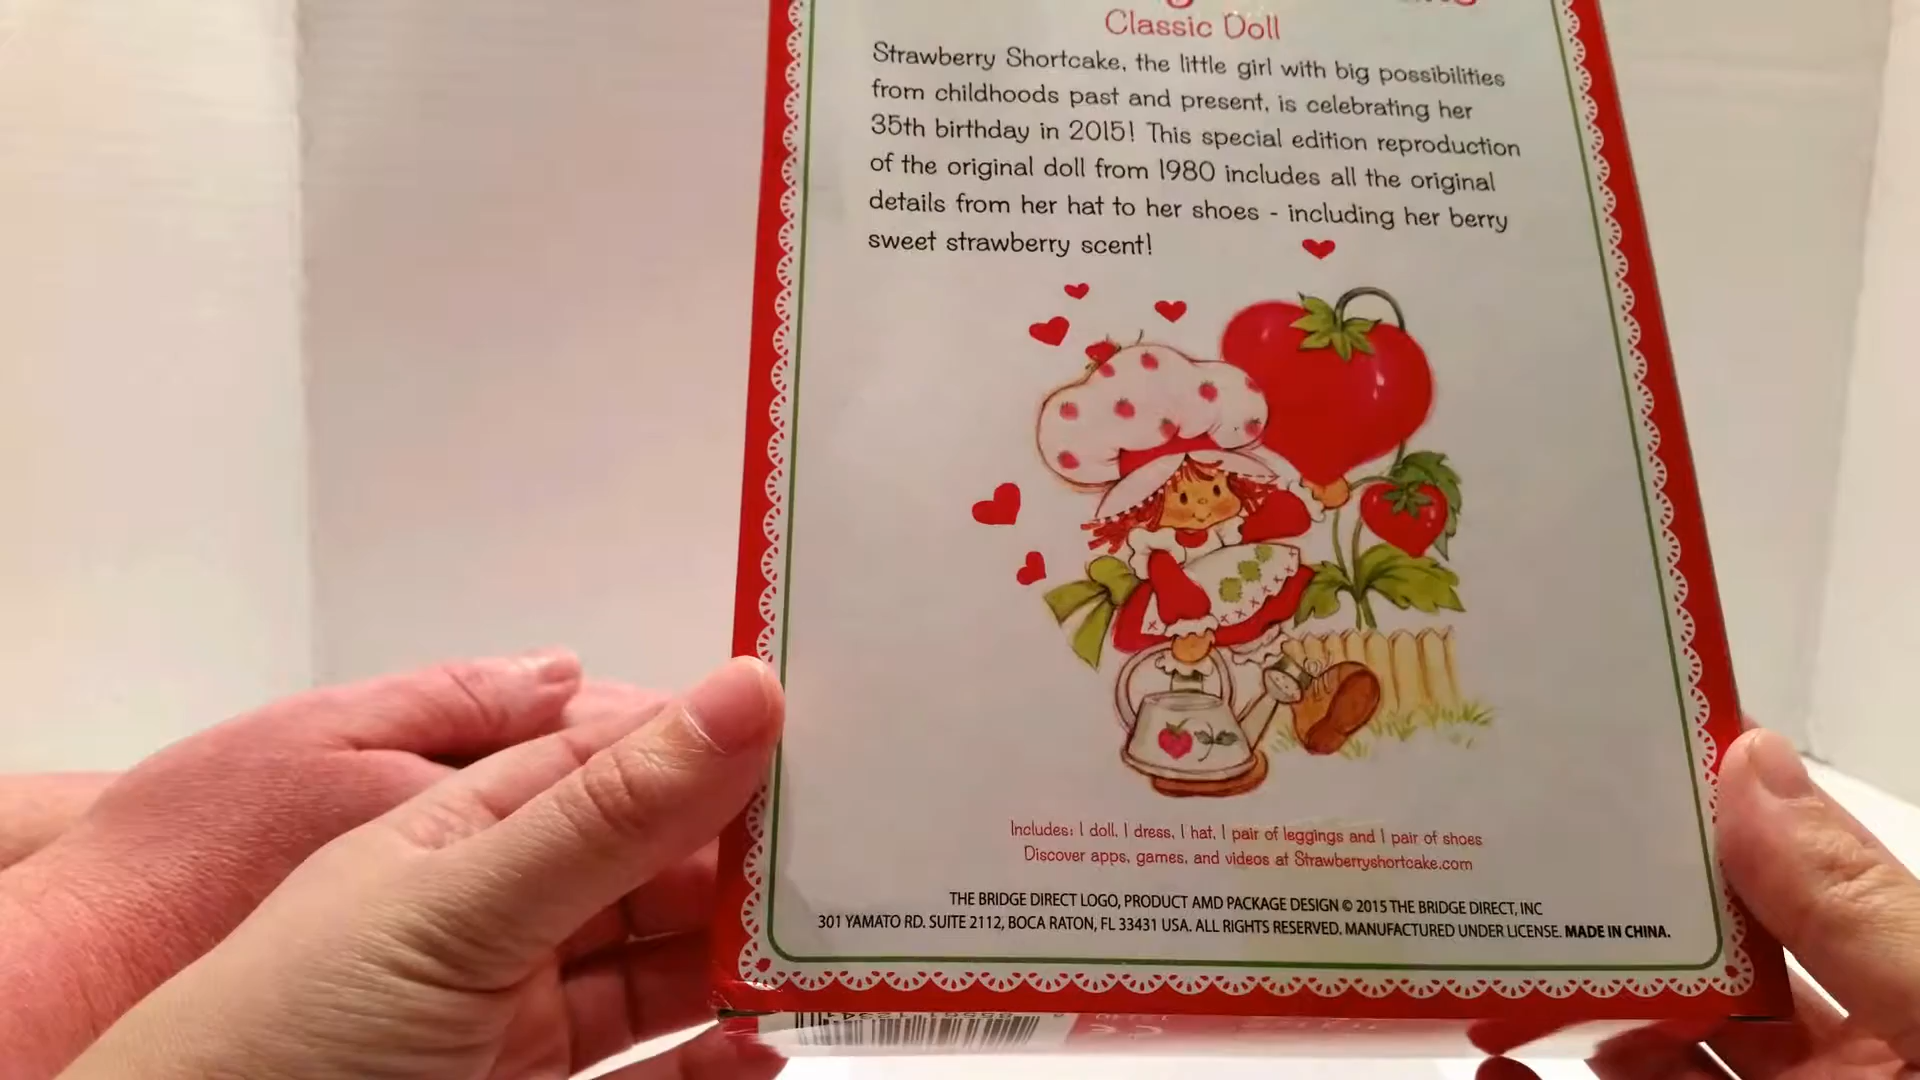 Classic Doll
Strawberry Shortcake, the little girl with big possibilities
from childhoods past and present, is celebrating her
35th birthday in 2015! This special edition reproduction
of the original doll from 1980 includes all the original
details from her hat to her shoes - including her berry
sweet strawberry scent!
Includes: 1 doll, 1 dress, 1 hat, 1 pair of leggings and 1 pair of shoes
Discover apps, games, and videos at Strawberryshortcake.com
THE BRIDGE DIRECT LOGO, PRODUCT AMD PACKAGE DESIGN © 2015 THE BRIDGE DIRECT, INC
301 YAMATO RD. SUITE 2112, BOCA RATON, FL 33431 USA. ALL RIGHTS RESERVED. MANUFACTURED UNDER LICENSE. MADE IN CHINA.